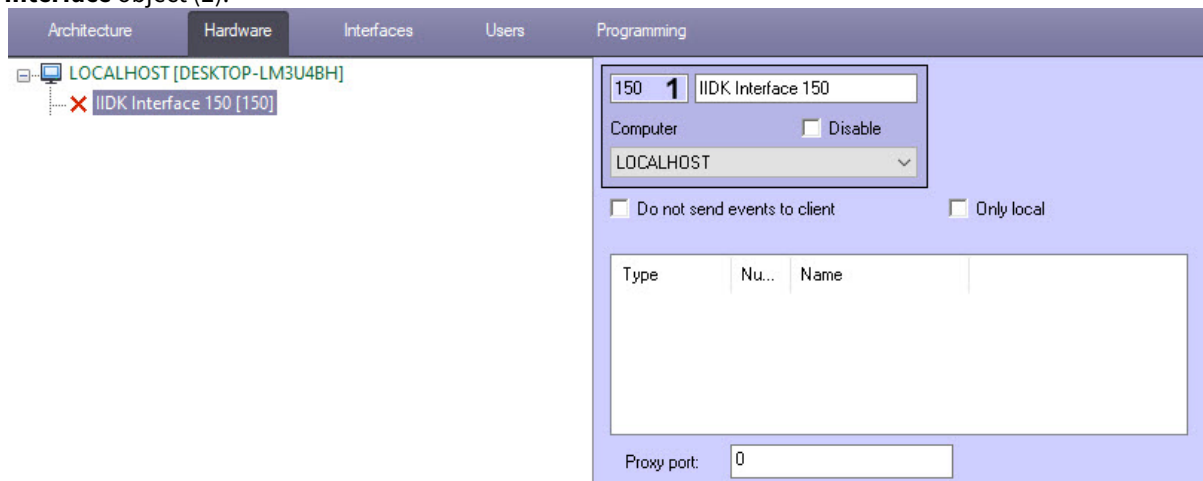 Interface object (2).
Architecture Hardware Interfaces Users Programming
LOCALHOST [DESKTOP-LM3U4BH]
IIDK Interface 150 [150]
150 1 IIDK Interface 150
Computer Disable
LOCALHOST
Do not send events to client Only local
Type Nu... Name
Proxy port: 0